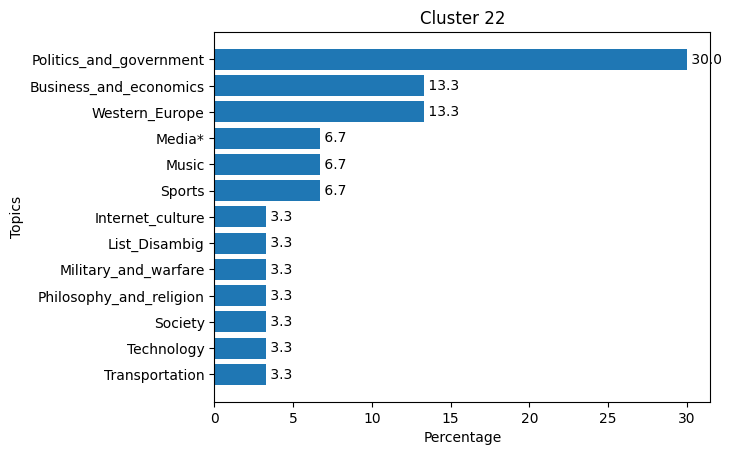 Cluster 22
Politics_and_government 30.0
Business_and_economics 13.3
Western_Europe 13.3
Media* 6.7
Music 6.7
Sports 6.7
Internet_culture 3.3
List_Disambig 3.3
Military_and_warfare 3.3
Philosophy_and_religion 3.3
Society 3.3
Technology 3.3
Transportation 3.3
Topics
0 5 10 15 20 25 30
Percentage